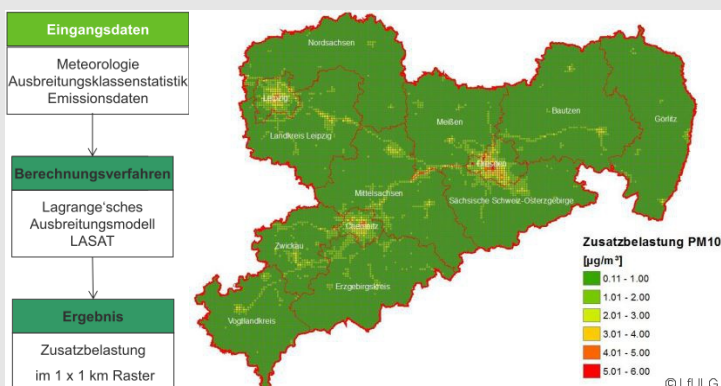 Eingangsdaten
Meteorologie
Ausbreitungsklassenstatistik
Emissionsdaten
Berechnungsverfahren
Lagrange'sches
Ausbreitungsmodell
LASAT
Ergebnis
Zusatzbelastung
im 1 x 1 km Raster
Nordsachsen
Leipzig
Landkreis Leipzig
Meißen
Bautzen
Görlitz
Dresden
Mittelsachsen
Sächsische Schweiz-Osterzgebirge
Chemnitz
Zwickau
Erzgebirgskreis
Vogtlandkreis
Zusatzbelastung PM10
[µg/m³]
0.11 - 1.00
1.01 - 2.00
2.01 - 3.00
3.01 - 4.00
4.01 - 5.00
5.01 - 6.00
© LfULG